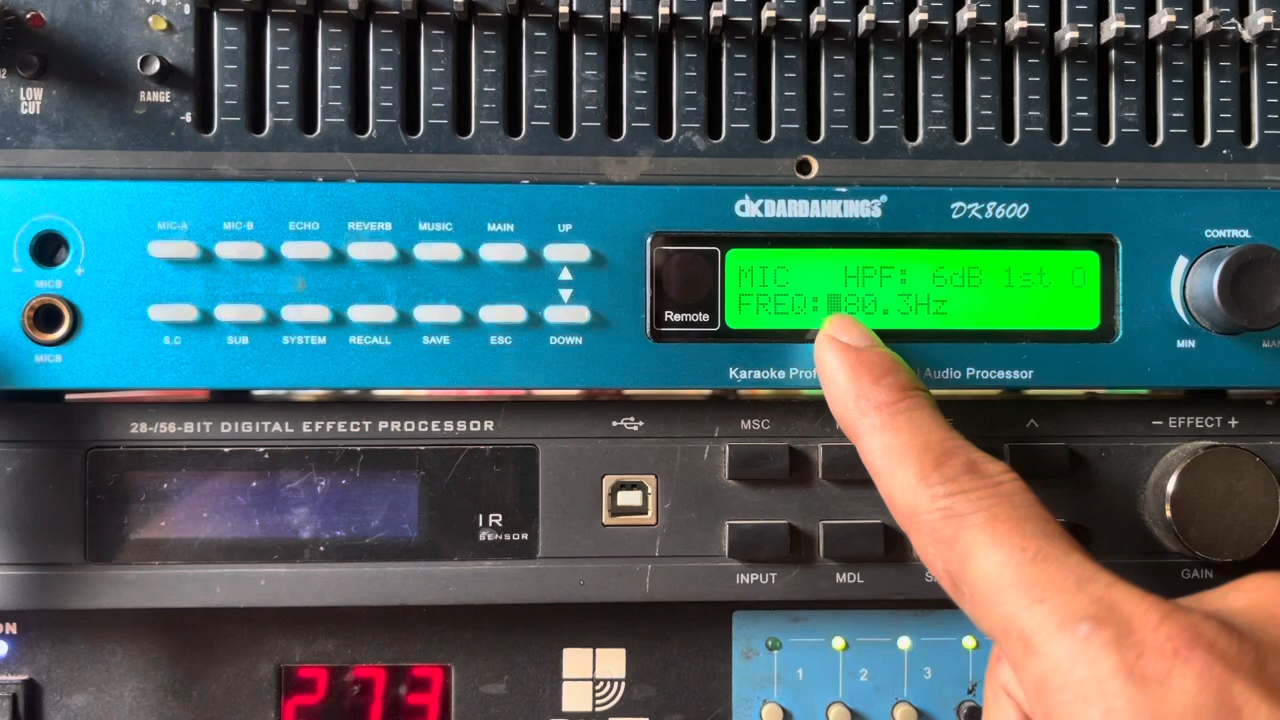 0
LOW
CUT
RANGE
-6
DK DARDANKINGS
DK8600
MIC-A MIC-B ECHO REVERB MUSIC MAIN UP
CONTROL
MIC HPF: 6dB 1st O
FREQ: 80.3Hz
MICB
Remote
S.C SUB SYSTEM RECALL SAVE ESC DOWN
MIN
MICB
Audio Processor
Karaoke
28-/56-BIT DIGITAL EFFECT PROCESSOR
MSC
− EFFECT +
IR
SENSOR
INPUT MDL
GAIN
273
1 2 3